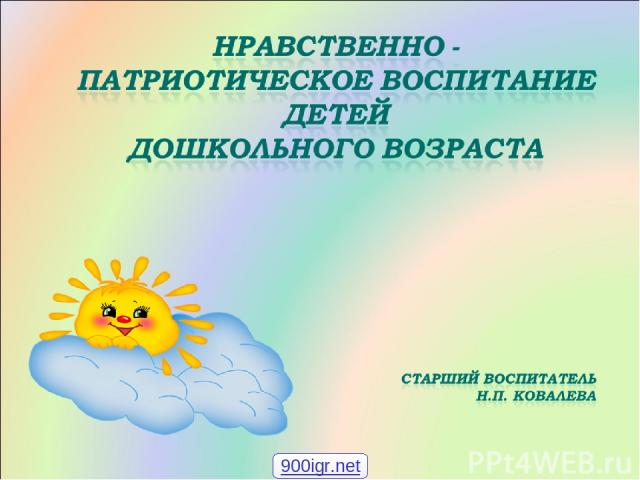 НРАВСТВЕННО -
ПАТРИОТИЧЕСКОЕ ВОСПИТАНИЕ
ДЕТЕЙ
ДОШКОЛЬНОГО ВОЗРАСТА
СТАРШИЙ ВОСПИТАТЕЛЬ
Н.П. КОВАЛЕВА
900igr.net
PPt4WEB.ru